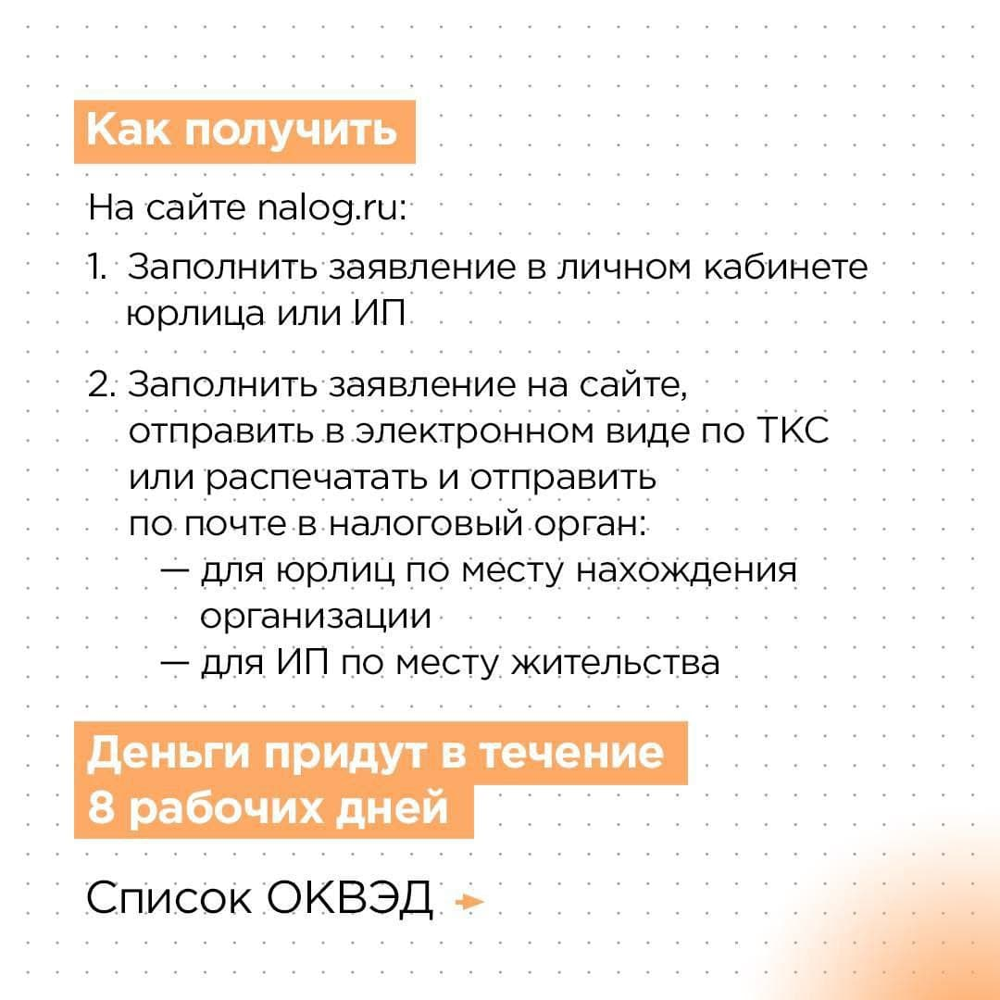 Как получить
На сайте nalog.ru:
1. Заполнить заявление в личном кабинете
юрлица или ИП
2. Заполнить заявление на сайте,
отправить в электронном виде по ТКС
или распечатать и отправить
по почте в налоговый орган:
— для юрлиц по месту нахождения
организации
— для ИП по месту жительства
Деньги придут в течение
8 рабочих дней
Список ОКВЭД